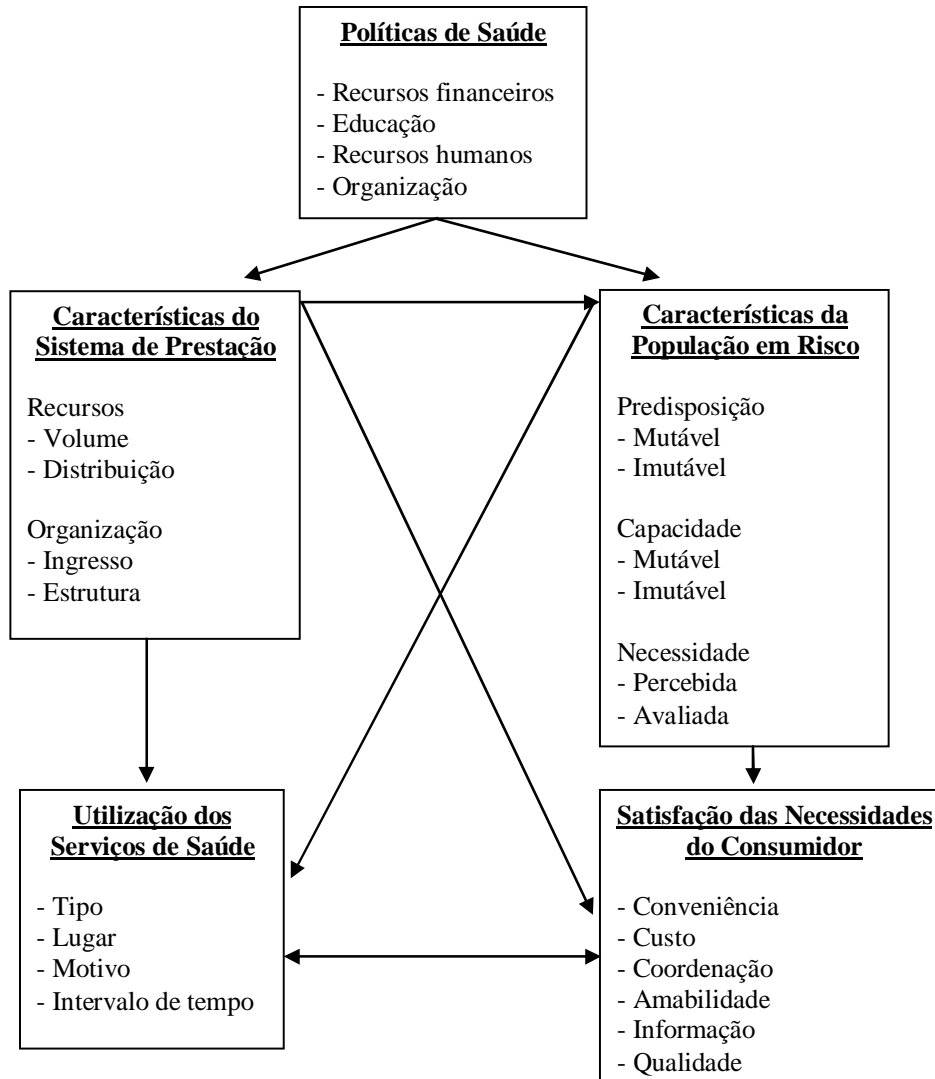 Políticas de Saúde
- Recursos financeiros
- Educação
- Recursos humanos
- Organização
Características do
Sistema de Prestação
Recursos
- Volume
- Distribuição
Organização
- Ingresso
- Estrutura
Características da
População em Risco
Predisposição
- Mutável
- Imutável
Capacidade
- Mutável
- Imutável
Necessidade
- Percebida
- Avaliada
Utilização dos
Serviços de Saúde
- Tipo
- Lugar
- Motivo
- Intervalo de tempo
Satisfação das Necessidades
do Consumidor
- Conveniência
- Custo
- Coordenação
- Amabilidade
- Informação
- Qualidade